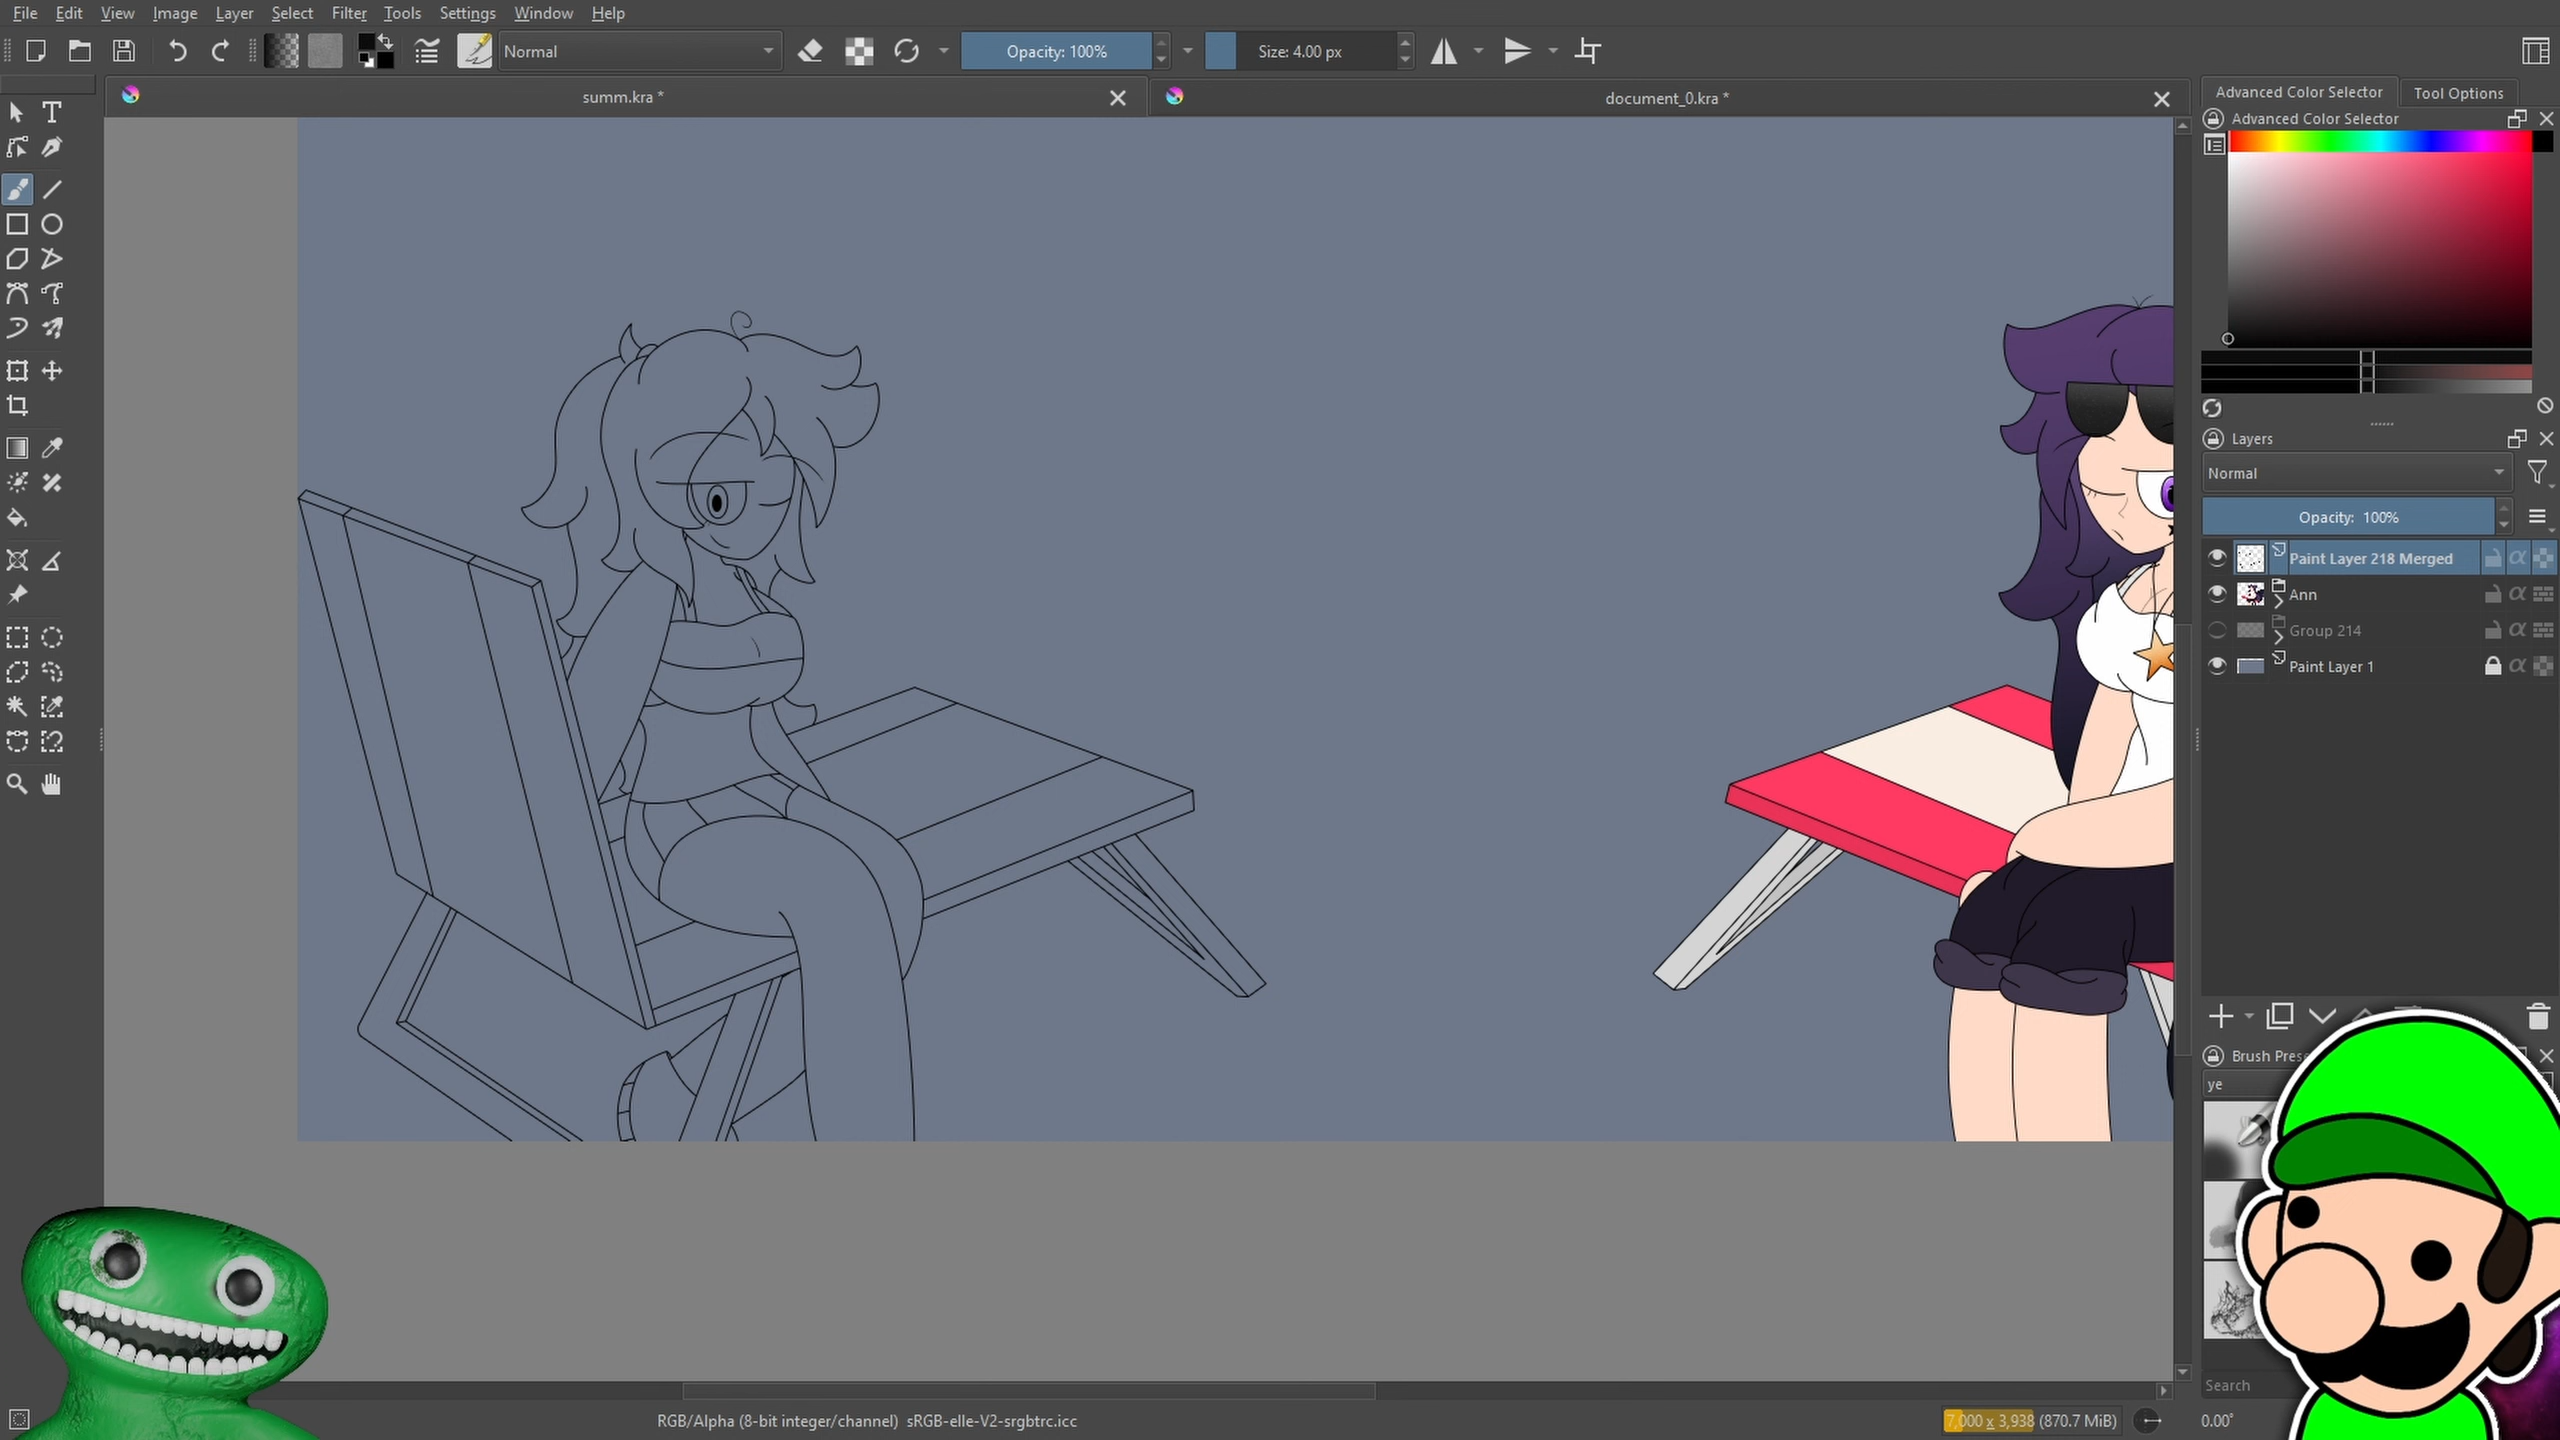 File Edit View Image Layer Select Filter Tools Settings Window Help
Normal
Opacity: 100%
Size: 4.00 px
summ.kra *
document_0.kra *
Advanced Color Selector
Tool Options
Advanced Color Selector
Layers
Normal
Opacity: 100%
Paint Layer 218 Merged
Ann
Group 214
Paint Layer 1
Brush Pres
ye
Search
RGB/Alpha (8-bit integer/channel) sRGB-elle-V2-srgbtrc.icc
7,000 x 3,938 (870.7 MiB)
0.00°